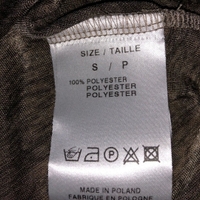 SIZE / TAILLE
S / P
100% POLYESTER
POLYESTER
POLYESTER
MADE IN POLAND
FABRIQUE EN POLOGNE